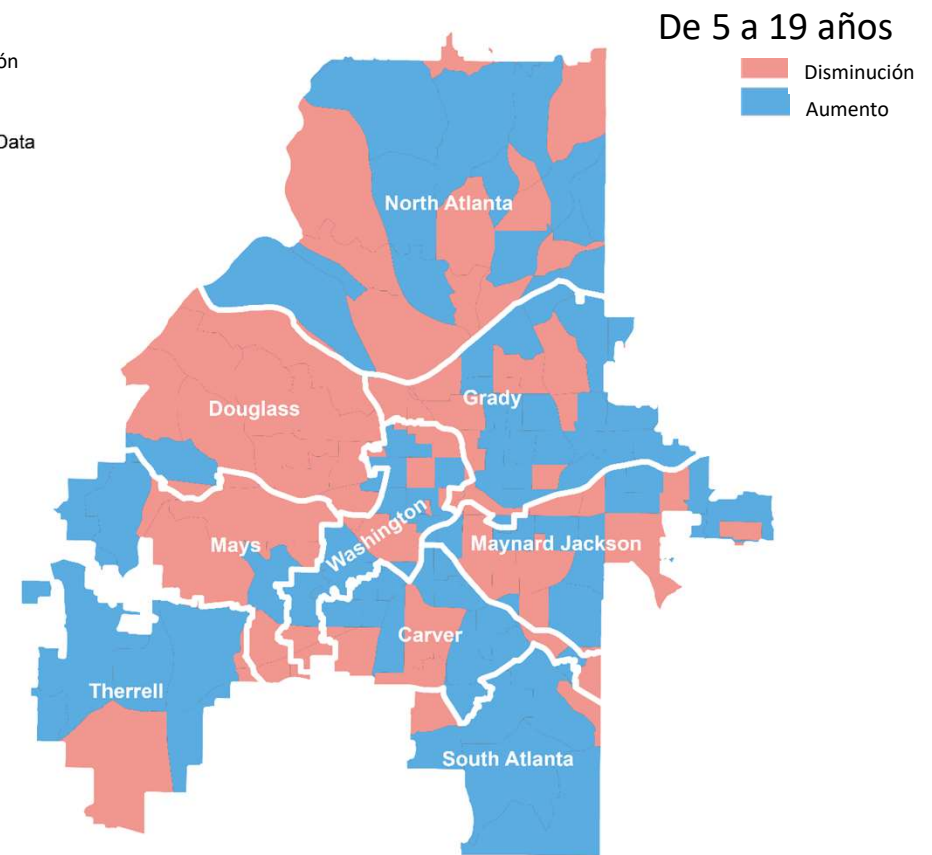 De 5 a 19 años
Disminución
Aumento
ón
Data
North Atlanta
Grady
Douglass
Washington
Mays
Maynard Jackson
Carver
Therrell
South Atlanta